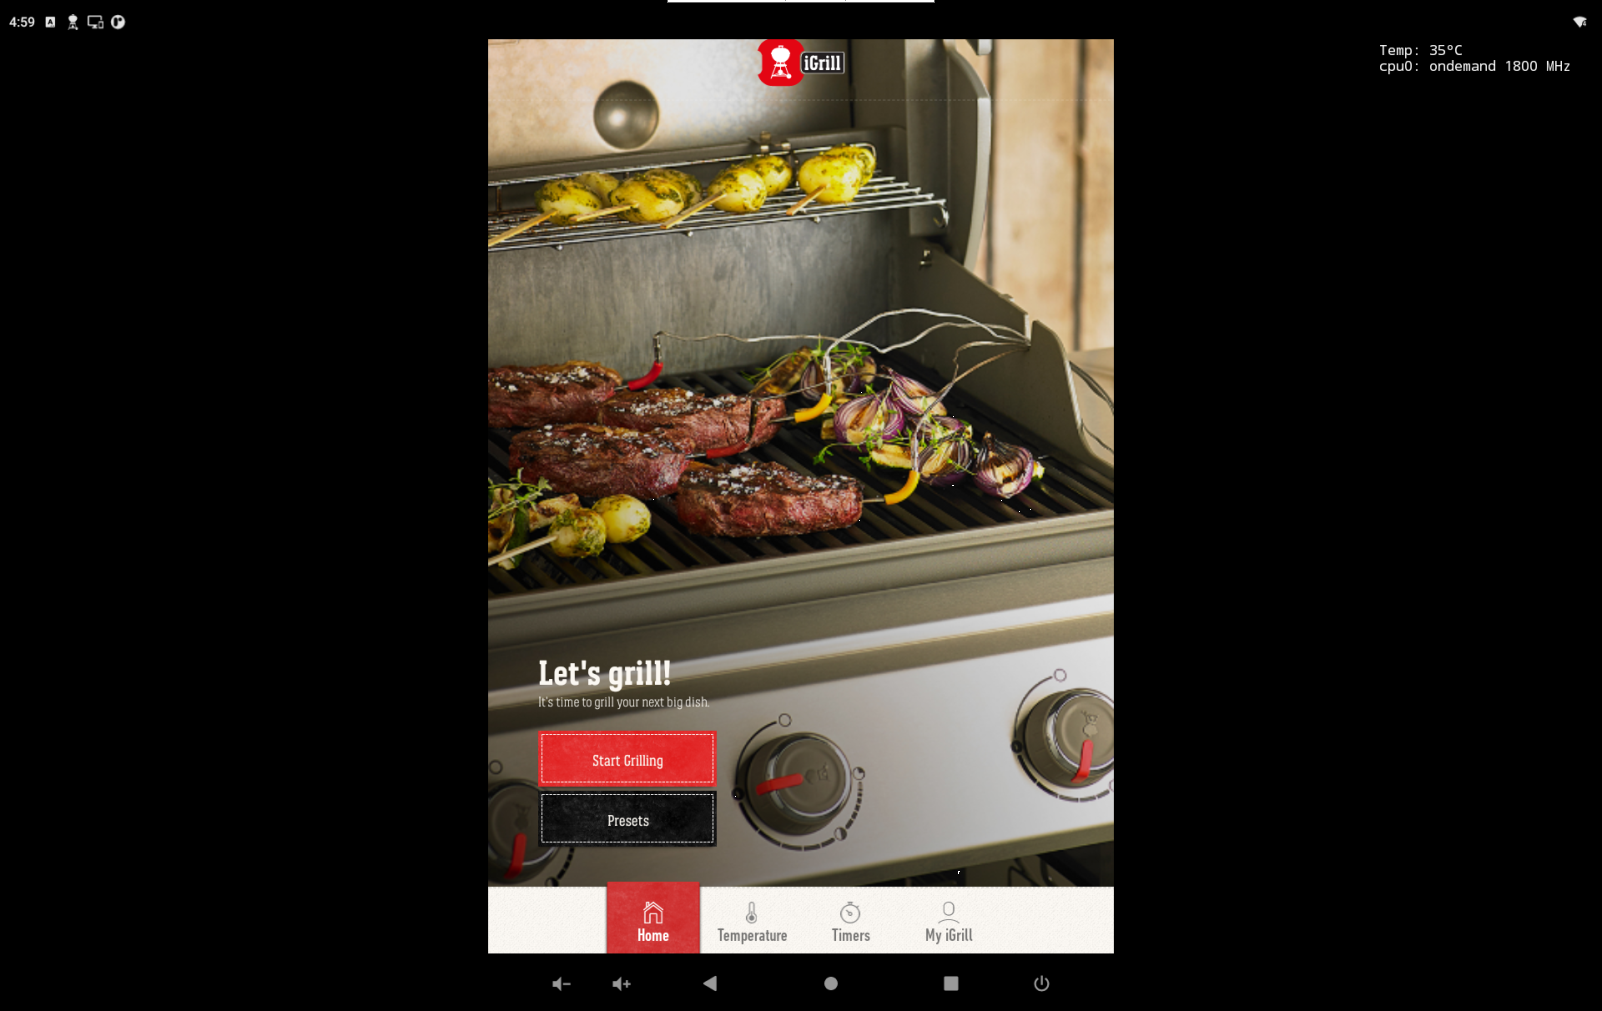 4:59
Temp: 35°C
cpu0: ondemand 1800 MHz
iGrill
Let's grill!
It's time to grill your next big dish.
Start Grilling
Presets
Home
Temperature
Timers
My iGrill